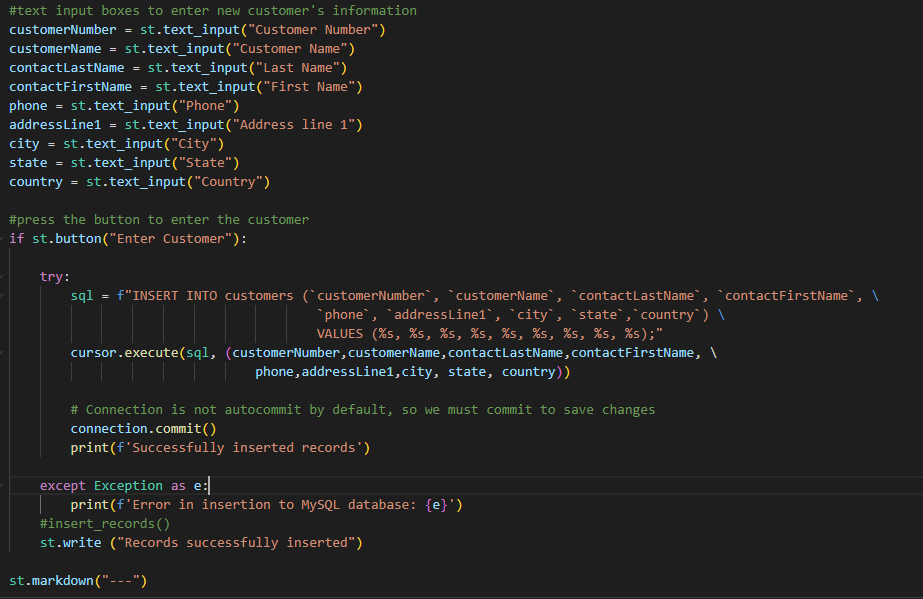 #text input boxes to enter new customer's information
customerNumber = st.text_input("Customer Number")
customerName = st.text_input("Customer Name")
contactLastName = st.text_input("Last Name")
contactFirstName = st.text_input("First Name")
phone = st.text_input("Phone")
addressLine1 = st.text_input("Address line 1")
city = st.text_input("City")
state = st.text_input("State")
country = st.text_input("Country")

#press the button to enter the customer
if st.button("Enter Customer"):

    try:
        sql = f"INSERT INTO customers (`customerNumber`, `customerName`, `contactLastName`, `contactFirstName`, \
                                        `phone`, `addressLine1`, `city`, `state`,`country`) \
                                        VALUES (%s, %s, %s, %s, %s, %s, %s, %s, %s);"
        cursor.execute(sql, (customerNumber,customerName,contactLastName,contactFirstName, \
                                phone,addressLine1,city, state, country))

        # Connection is not autocommit by default, so we must commit to save changes
        connection.commit()
        print(f'Successfully inserted records')

    except Exception as e:
        print(f'Error in insertion to MySQL database: {e}')
    #insert_records()
    st.write ("Records successfully inserted")

st.markdown("---")